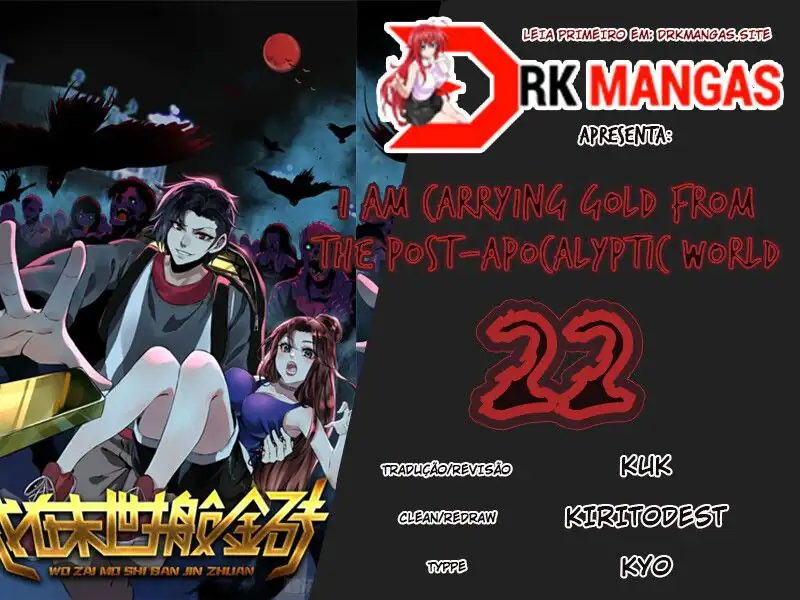 LEIA PRIMEIRO EM: DRKMANGAS.SITE
DRK MANGAS
APRESENTA:
I AM CARRYING GOLD FROM
THE POST-APOCALYPTIC WORLD
22
TRADUÇÃO/REVISÃO KUK
CLEAN/REDRAW KIRITODEST
TYPPE KYO
我在末世搬金砖
WO ZAI MO SHI BAN JIN ZHUAN